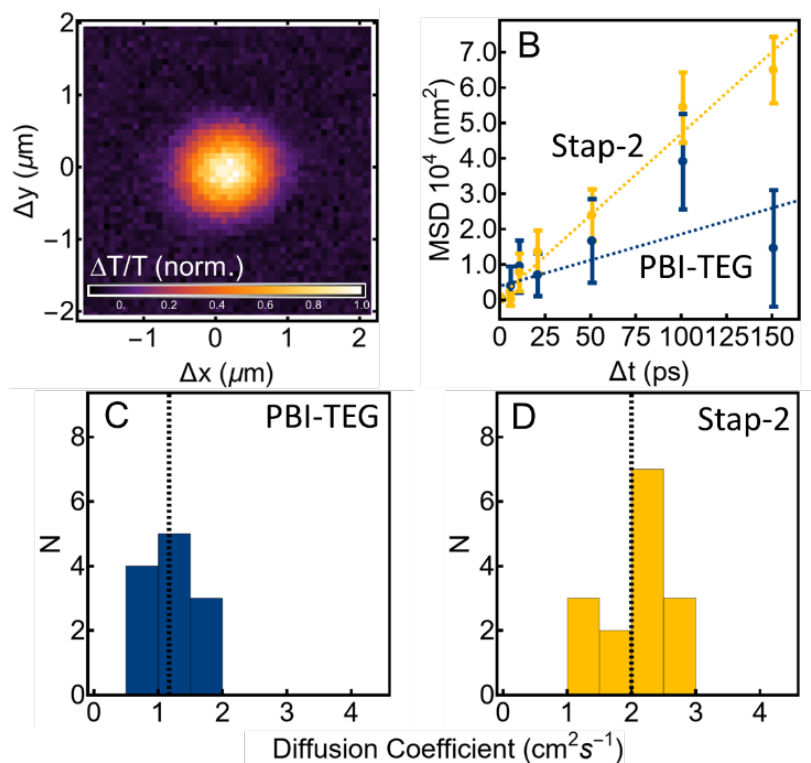 2
1
0
−1
−2
Δy (μm)
ΔT/T (norm.)
0. 0.2 0.4 0.6 0.8 1.0
−1 0 1 2
Δx (μm)
B
7.0
6.0
5.0
4.0
3.0
2.0
1.0
0
MSD 10⁴ (nm²)
Stap-2
PBI-TEG
0 25 50 75 100 125 150
Δt (ps)
C PBI-TEG
8
6
4
2
0
N
0 1 2 3 4
D Stap-2
8
6
4
2
0
N
0 1 2 3 4
Diffusion Coefficient (cm²s⁻¹)